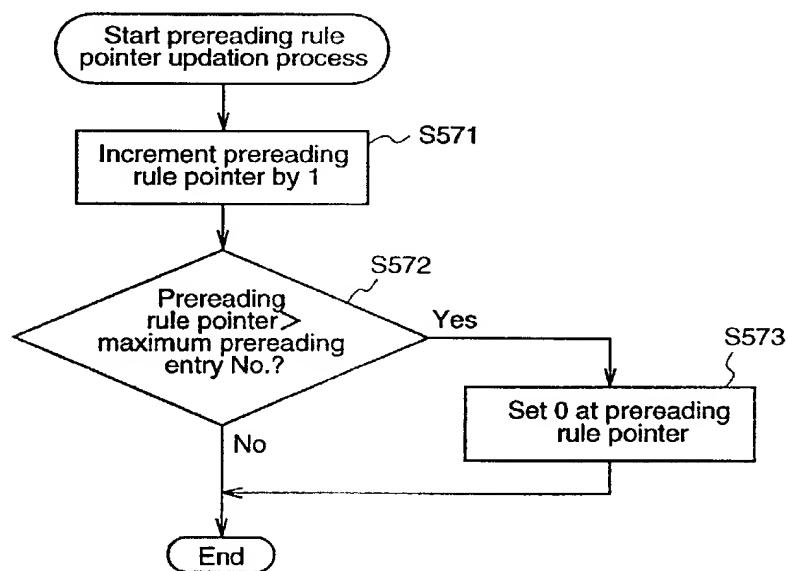 Start prereading rule
pointer updation process
S571
Increment prereading
rule pointer by 1
S572
Prereading
rule pointer>
maximum prereading
entry No.?
Yes
S573
Set 0 at prereading
rule pointer
No
End